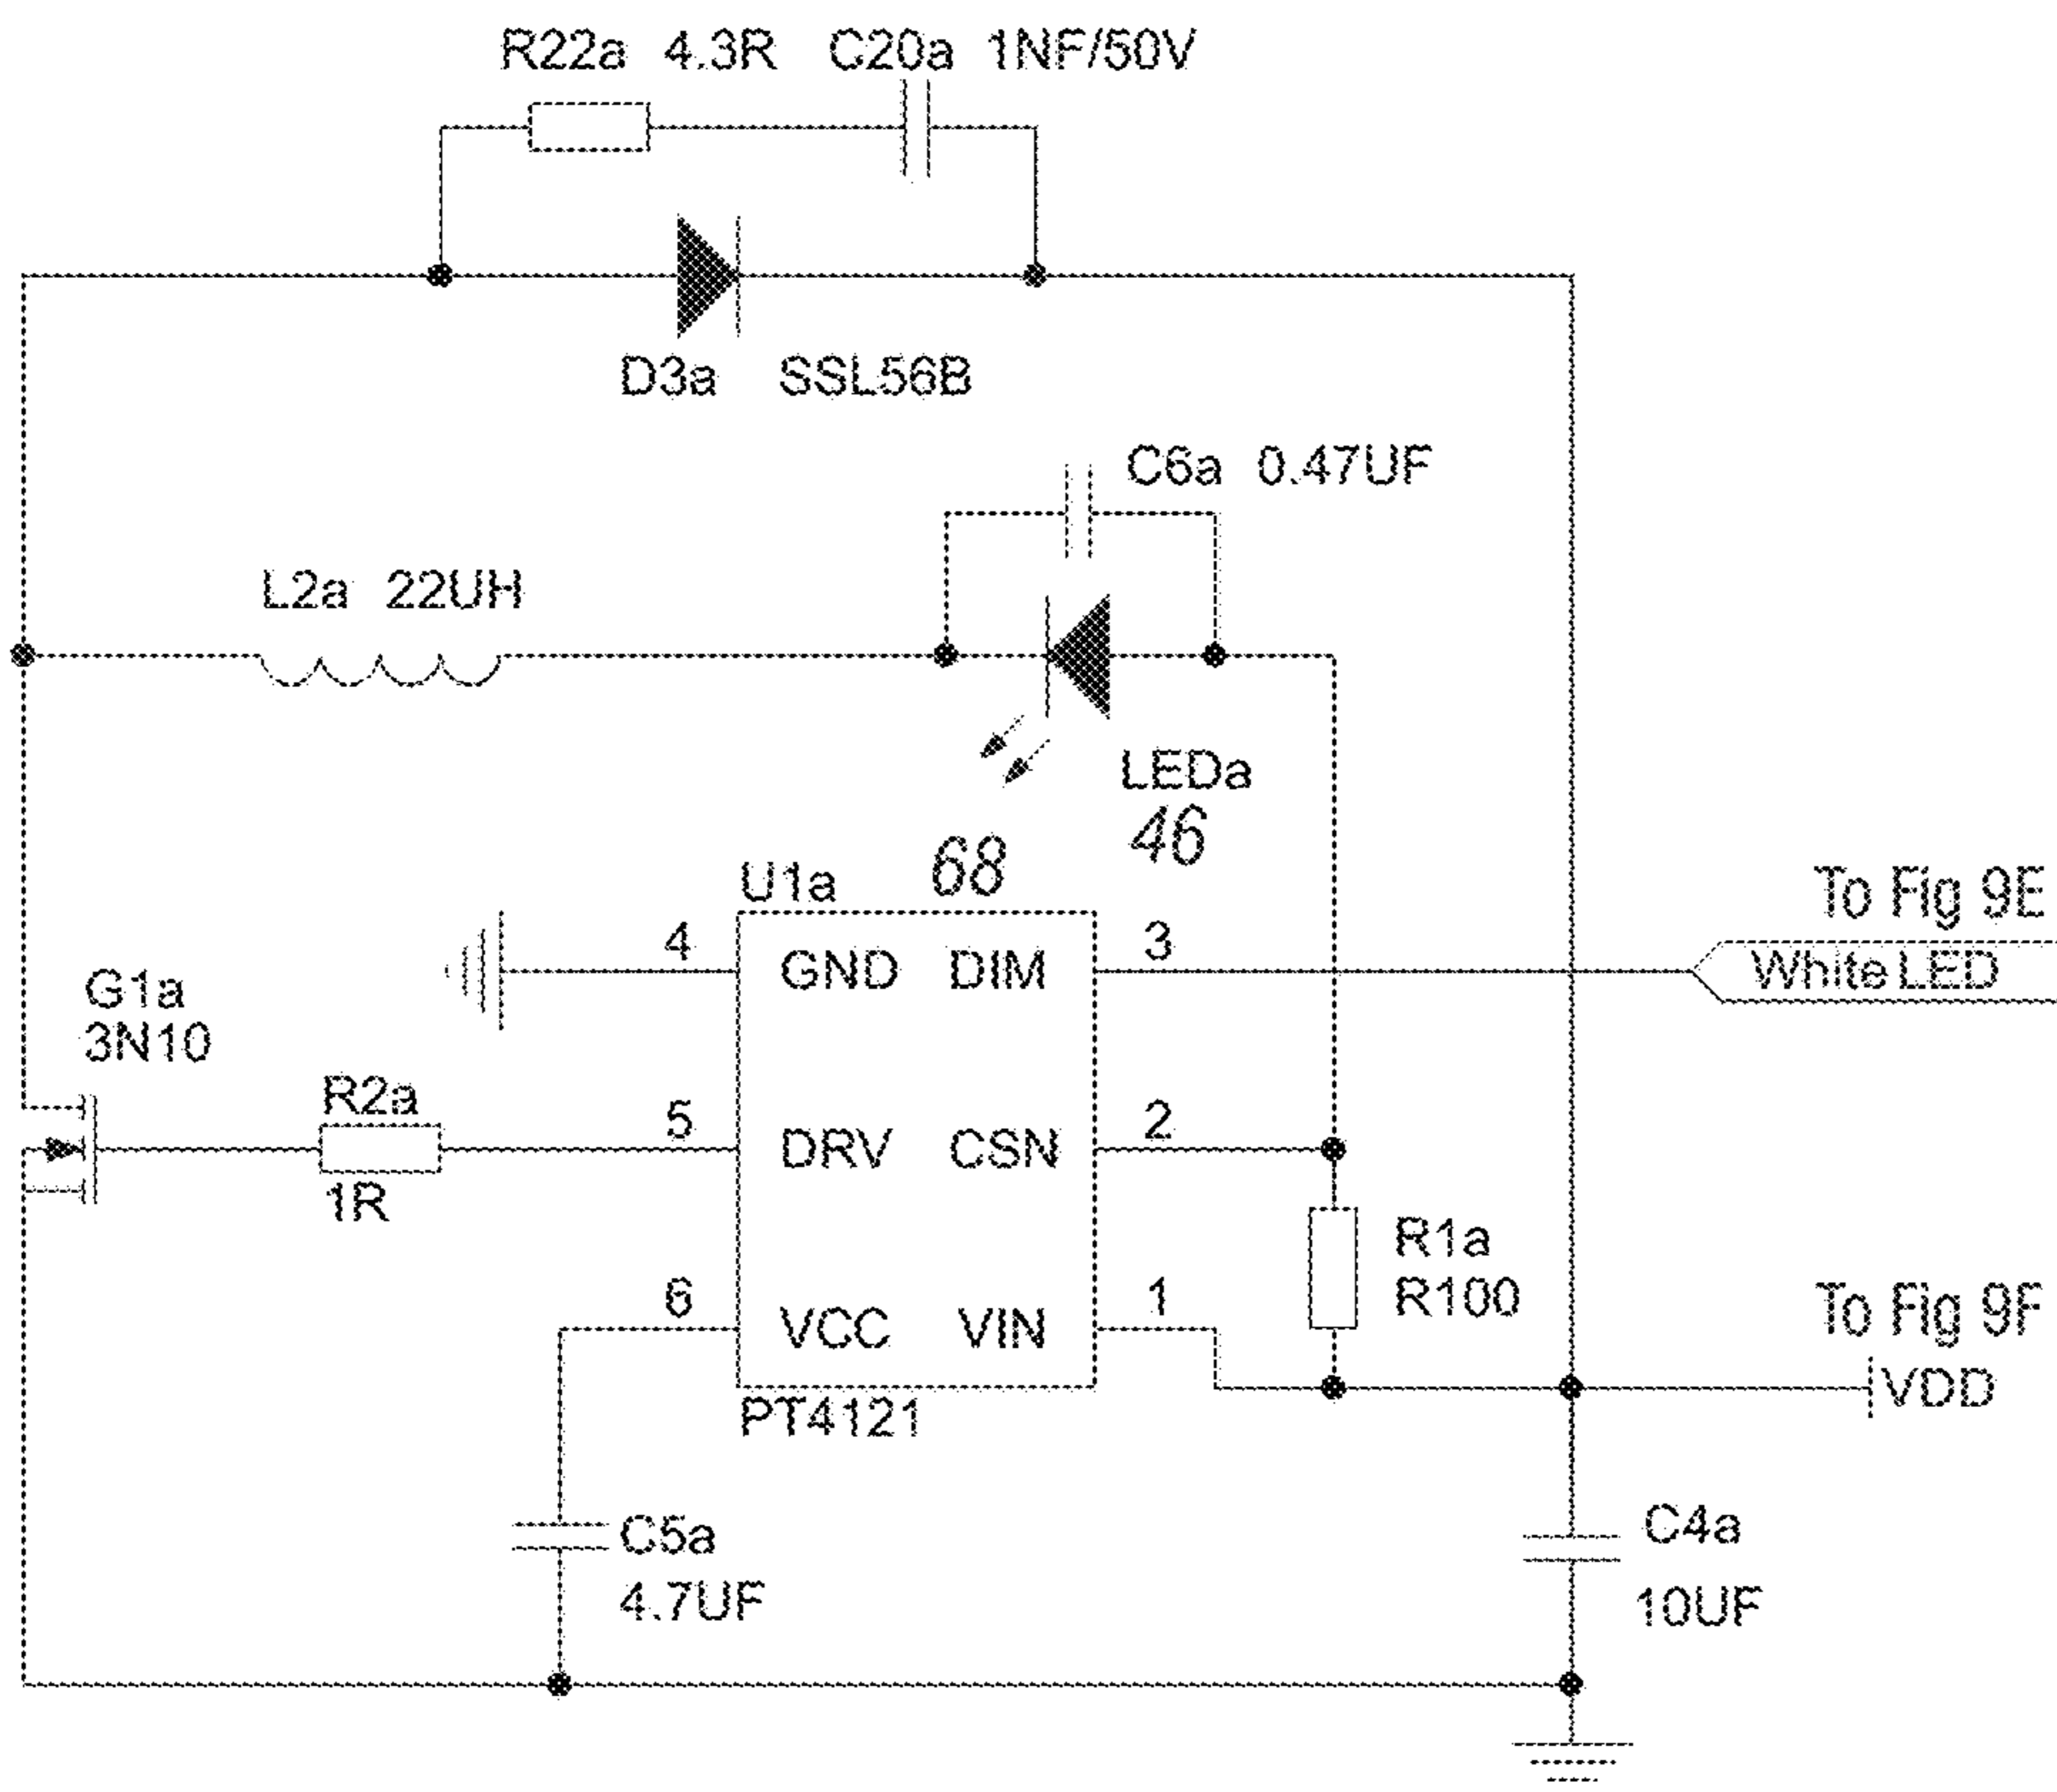 R22a 4.3R C20a 1NF/50V
D3a SSL56B
C6a 0.47UF
L2a 22UH
LEDa
46
U1a 68
To Fig 9E
4 GND DIM 3 White LED
G1a
3N10
R2a
5 DRV CSN 2
1R
R1a
R100
6 VCC VIN 1
To Fig 9F
VDD
PT4121
C5a
4.7UF
C4a
10UF